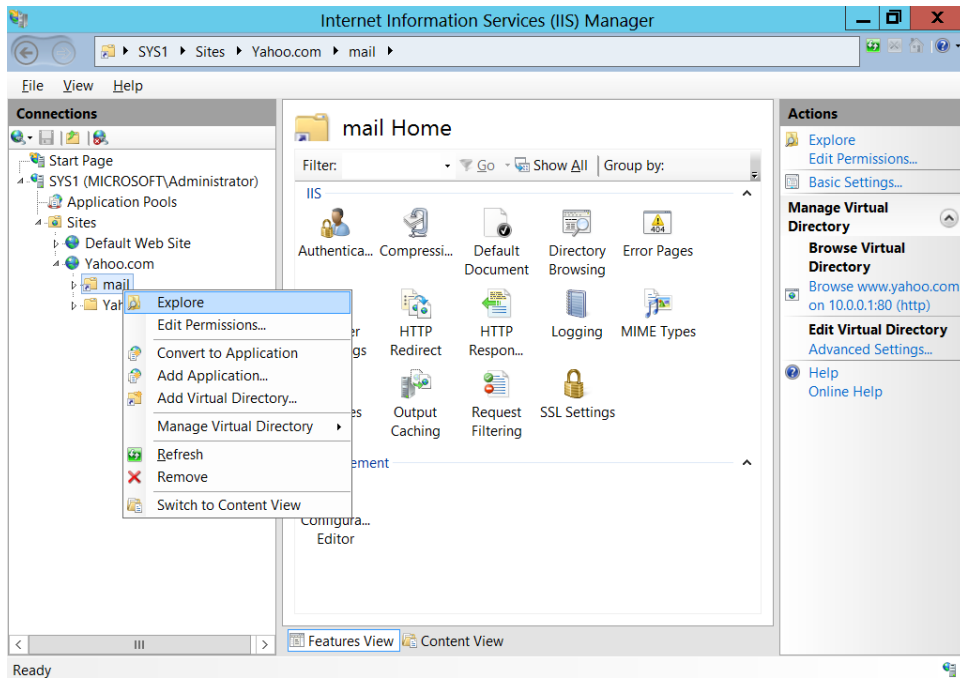 Internet Information Services (IIS) Manager
SYS1 Sites Yahoo.com mail
File View Help
Connections
Start Page
SYS1 (MICROSOFT\Administrator)
Application Pools
Sites
Default Web Site
Yahoo.com
mail
Yah
Explore
Edit Permissions...
Convert to Application
Add Application...
Add Virtual Directory...
Manage Virtual Directory
Refresh
Remove
Switch to Content View
mail Home
Filter: Go Show All Group by:
IIS
Authentica... Compressi... Default Document Directory Browsing Error Pages
er
gs
HTTP Redirect HTTP Respon... Logging MIME Types
es
Output Caching Request Filtering SSL Settings
ement
Configura...
Editor
Features View Content View
Actions
Explore
Edit Permissions...
Basic Settings...
Manage Virtual
Directory
Browse Virtual
Directory
Browse www.yahoo.com
on 10.0.0.1:80 (http)
Edit Virtual Directory
Advanced Settings...
Help
Online Help
Ready